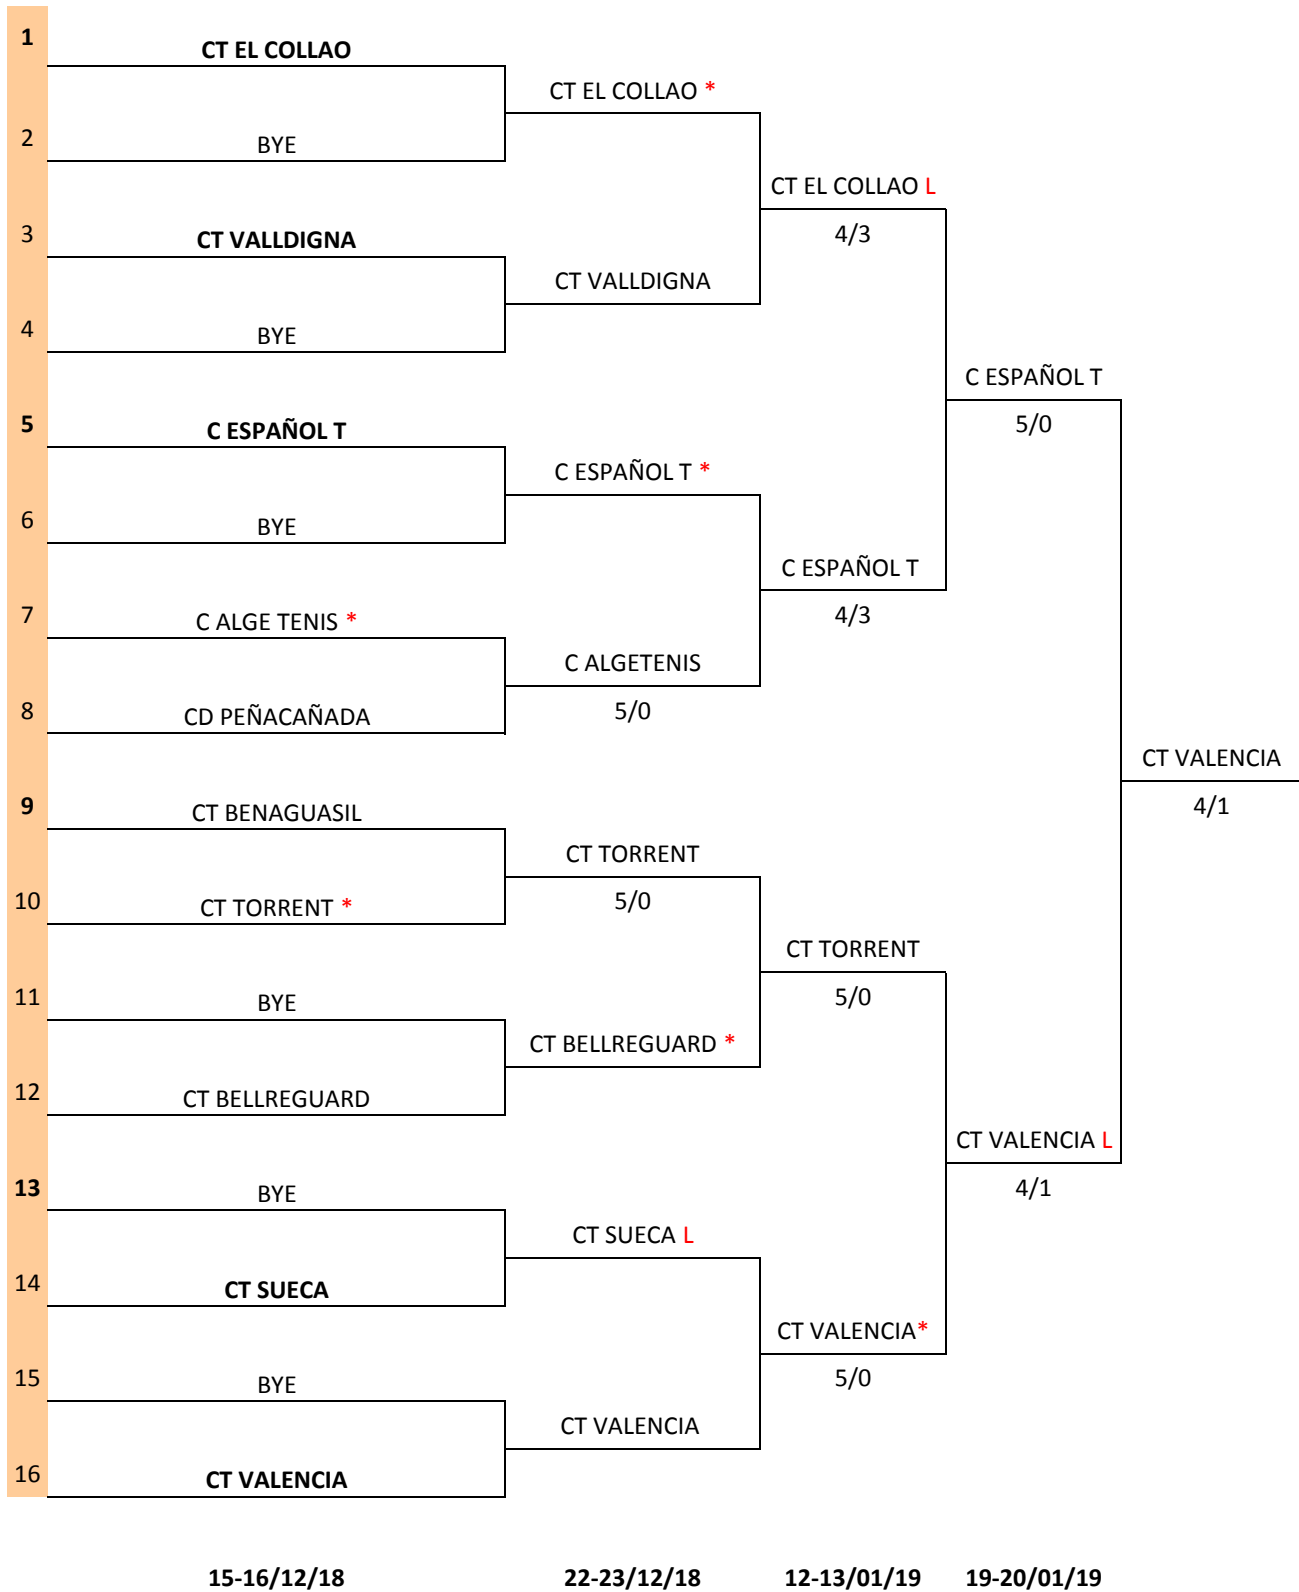 1
CT EL COLLAO
CT EL COLLAO *
2
BYE
CT EL COLLAO L
4/3
3
CT VALLDIGNA
CT VALLDIGNA
4
BYE
C ESPAÑOL T
5/0
5
C ESPAÑOL T
C ESPAÑOL T *
6
BYE
C ESPAÑOL T
4/3
7
C ALGE TENIS *
C ALGETENIS
5/0
8
CD PEÑACAÑADA
CT VALENCIA
4/1
9
CT BENAGUASIL
CT TORRENT
5/0
10
CT TORRENT *
CT TORRENT
5/0
11
BYE
CT BELLREGUARD *
12
CT BELLREGUARD
CT VALENCIA L
4/1
13
BYE
CT SUECA L
14
CT SUECA
CT VALENCIA*
5/0
15
BYE
CT VALENCIA
16
CT VALENCIA
15-16/12/18
22-23/12/18
12-13/01/19
19-20/01/19